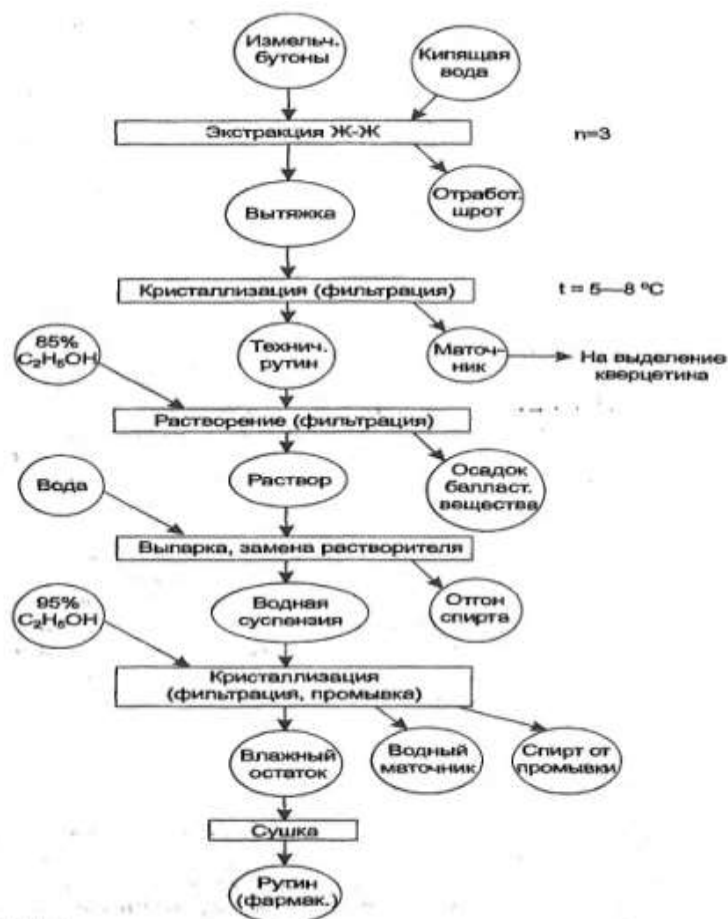 Измельч.
бутоны
Кипящая
вода
Экстракция Ж-Ж
n=3
Отработ.
шрот
Вытяжка
Кристаллизация (фильтрация)
t = 5—8 ºC
85%
C₂H₅OH
Технич.
рутин
Маточ-
ник
На выделение
кверцетина
Растворение (фильтрация)
Вода
Раствор
Осадок
балласт.
вещества
Выпарка, замена растворителя
95%
C₂H₅OH
Водная
суспензия
Отгон
спирта
Кристаллизация
(фильтрация, промывка)
Влажный
остаток
Водный
маточник
Спирт от
промывки
Сушка
Рутин
(фармак.)